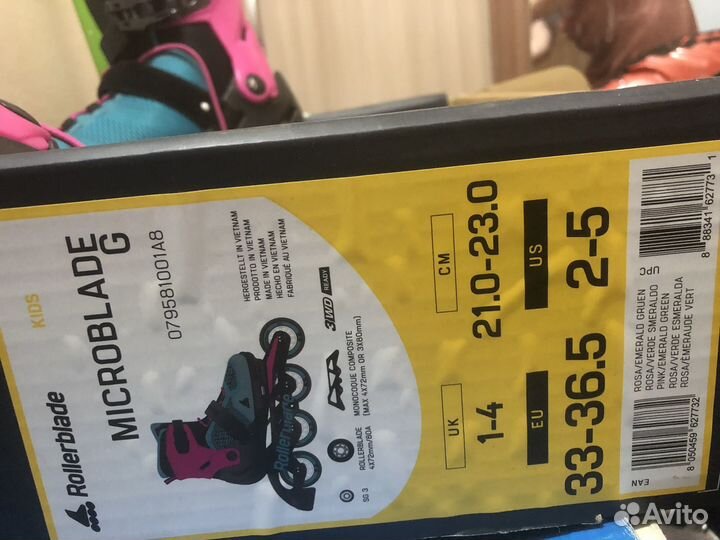 Rollerblade
KIDS
MICROBLADE
G
07958100 1A8
HERGESTELLT IN VIETNAM
PRODOTTO IN VIETNAM
MADE IN VIETNAM
HECHO EN VIETNAM
FABRIQUÉ AU VIETNAM
3WD READY
Rollerblade
MONOCOQUE COMPOSITE
(MAX 4X72mm OR 3X80mm)
ROLLERBLADE
4X72mm/80A
SG 3
UK
1-4
CM
21.0-23.0
EU
33-36.5
US
2-5
ROSA/EMERALD GRUEN
ROSA/VERDE SMERALDO
PINK/EMERALD GREEN
ROSA/VERDE ESMERALDA
ROSA/ÉMERAUDE VERT
EAN
8 050459 627732
UPC
8 88341 62773 1
Avito